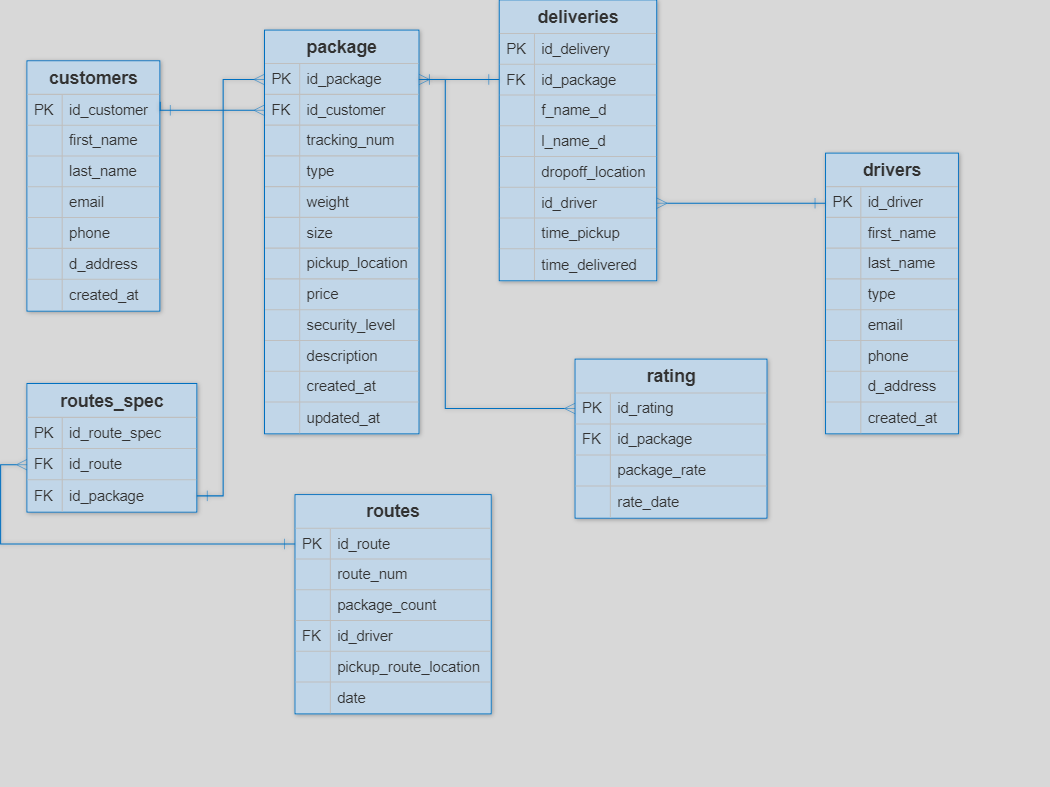 customers
PK id_customer
first_name
last_name
email
phone
d_address
created_at
package
PK id_package
FK id_customer
tracking_num
type
weight
size
pickup_location
price
security_level
description
created_at
updated_at
deliveries
PK id_delivery
FK id_package
f_name_d
l_name_d
dropoff_location
id_driver
time_pickup
time_delivered
drivers
PK id_driver
first_name
last_name
type
email
phone
d_address
created_at
routes_spec
PK id_route_spec
FK id_route
FK id_package
routes
PK id_route
route_num
package_count
FK id_driver
pickup_route_location
date
rating
PK id_rating
FK id_package
package_rate
rate_date